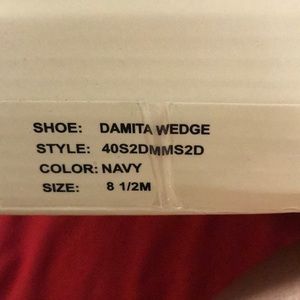 SHOE: DAMITA WEDGE
STYLE: 40S2DMMS2D
COLOR: NAVY
SIZE: 8 1/2M